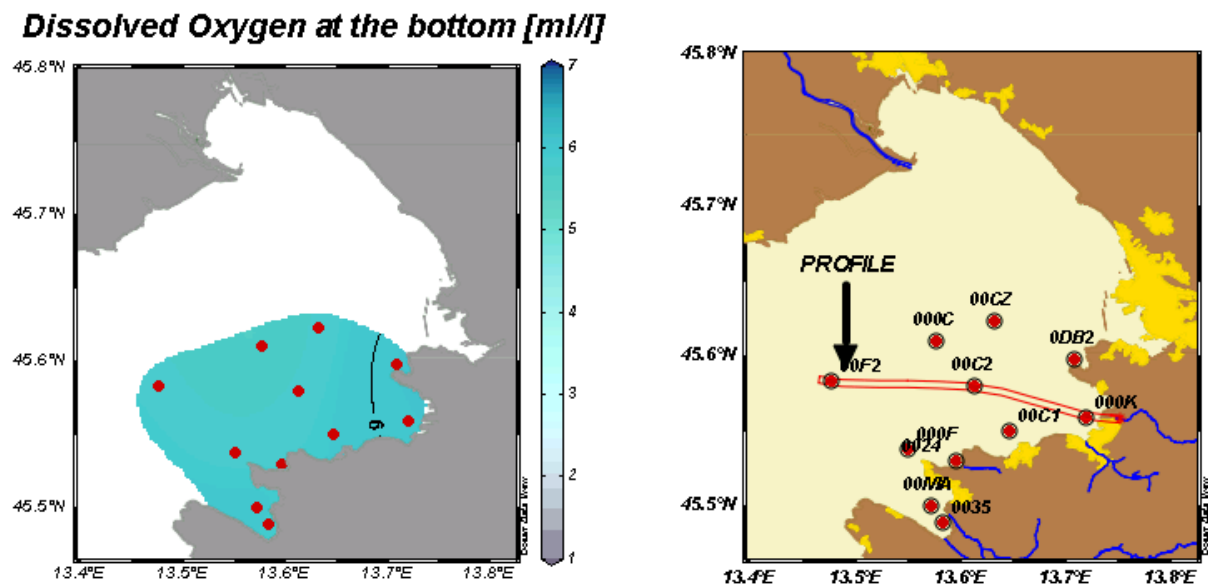 Dissolved Oxygen at the bottom [ml/l]
45.8°N
45.7°N
45.6°N
45.5°N
13.4°E
13.5°E
13.6°E
13.7°E
13.8°E
6
7
6
5
4
3
2
1
Ocean Data View
45.8°N
45.7°N
45.6°N
45.5°N
13.4°E
13.5°E
13.6°E
13.7°E
13.8°E
PROFILE
00CZ
000C
0DB2
00F2
00C2
000K
00C1
000F
0024
00MA
0035
Ocean Data View